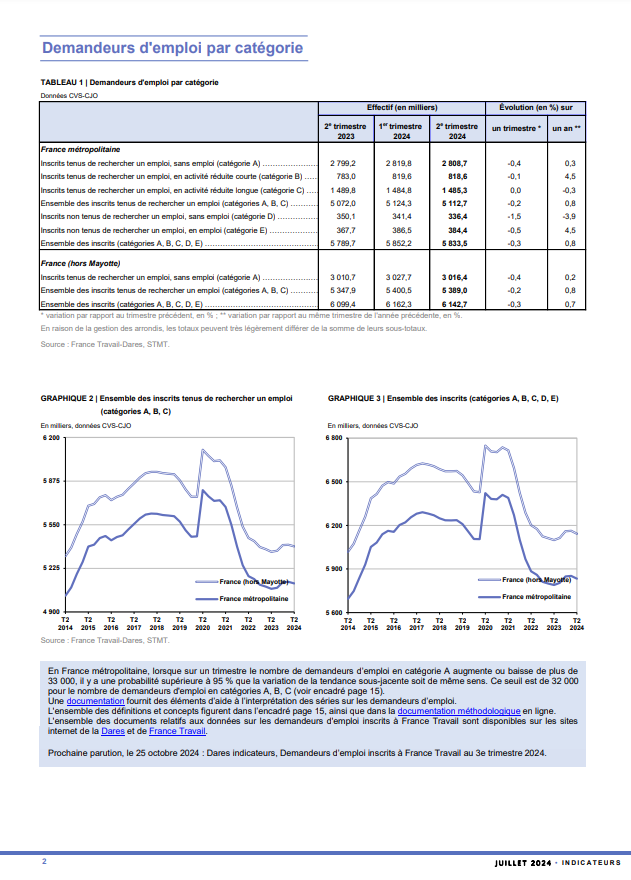 Demandeurs d'emploi par catégorie
TABLEAU 1 | Demandeurs d'emploi par catégorie
Données CVS-CJO
Effectif (en milliers) Évolution (en %) sur
2e trimestre 2023 1er trimestre 2024 2e trimestre 2024 un trimestre * un an **
France métropolitaine
Inscrits tenus de rechercher un emploi, sans emploi (catégorie A) 2 799,2 2 819,8 2 808,7 -0,4 0,3
Inscrits tenus de rechercher un emploi, en activité réduite courte (catégorie B) 783,0 819,6 818,6 -0,1 4,5
Inscrits tenus de rechercher un emploi, en activité réduite longue (catégorie C) 1 489,8 1 484,8 1 485,3 0,0 -0,3
Ensemble des inscrits tenus de rechercher un emploi (catégories A, B, C) 5 072,0 5 124,3 5 112,7 -0,2 0,8
Inscrits non tenus de rechercher un emploi, sans emploi (catégorie D) 350,1 341,4 336,4 -1,5 -3,9
Inscrits non tenus de rechercher un emploi, en emploi (catégorie E) 367,7 386,5 384,4 -0,5 4,5
Ensemble des inscrits (catégories A, B, C, D, E) 5 789,7 5 852,2 5 833,5 -0,3 0,8
France (hors Mayotte)
Inscrits tenus de rechercher un emploi, sans emploi (catégorie A) 3 010,7 3 027,7 3 016,4 -0,4 0,2
Ensemble des inscrits tenus de rechercher un emploi (catégories A, B, C) 5 347,9 5 400,5 5 389,0 -0,2 0,8
Ensemble des inscrits (catégories A, B, C, D, E) 6 099,4 6 162,3 6 142,7 -0,3 0,7
* variation par rapport au trimestre précédent, en % ; ** variation par rapport au même trimestre de l'année précédente, en %.
En raison de la gestion des arrondis, les totaux peuvent très légèrement différer de la somme de leurs sous-totaux.
Source : France Travail-Dares, STMT.
GRAPHIQUE 2 | Ensemble des inscrits tenus de rechercher un emploi
(catégories A, B, C)
En milliers, données CVS-CJO
6 200
5 875
5 550
5 225
4 900
France (hors Mayotte)
France métropolitaine
T2 T2 T2 T2 T2 T2 T2 T2 T2 T2 T2
2014 2015 2016 2017 2018 2019 2020 2021 2022 2023 2024
Source : France Travail-Dares, STMT.
GRAPHIQUE 3 | Ensemble des inscrits (catégories A, B, C, D, E)
En milliers, données CVS-CJO
6 800
6 500
6 200
5 900
5 600
France (hors Mayotte)
France métropolitaine
T2 T2 T2 T2 T2 T2 T2 T2 T2 T2 T2
2014 2015 2016 2017 2018 2019 2020 2021 2022 2023 2024
En France métropolitaine, lorsque sur un trimestre le nombre de demandeurs d'emploi en catégorie A augmente ou baisse de plus de
33 000, il y a une probabilité supérieure à 95 % que la variation de la tendance sous-jacente soit de même sens. Ce seuil est de 32 000
pour le nombre de demandeurs d'emploi en catégories A, B, C (voir encadré page 15).
Une documentation fournit des éléments d'aide à l'interprétation des séries sur les demandeurs d'emploi.
L'ensemble des définitions et concepts figurent dans l'encadré page 15, ainsi que dans la documentation méthodologique en ligne.
L'ensemble des documents relatifs aux données sur les demandeurs d'emploi inscrits à France Travail sont disponibles sur les sites
internet de la Dares et de France Travail.
Prochaine parution, le 25 octobre 2024 : Dares indicateurs, Demandeurs d'emploi inscrits à France Travail au 3e trimestre 2024.
2
JUILLET 2024 • INDICATEURS